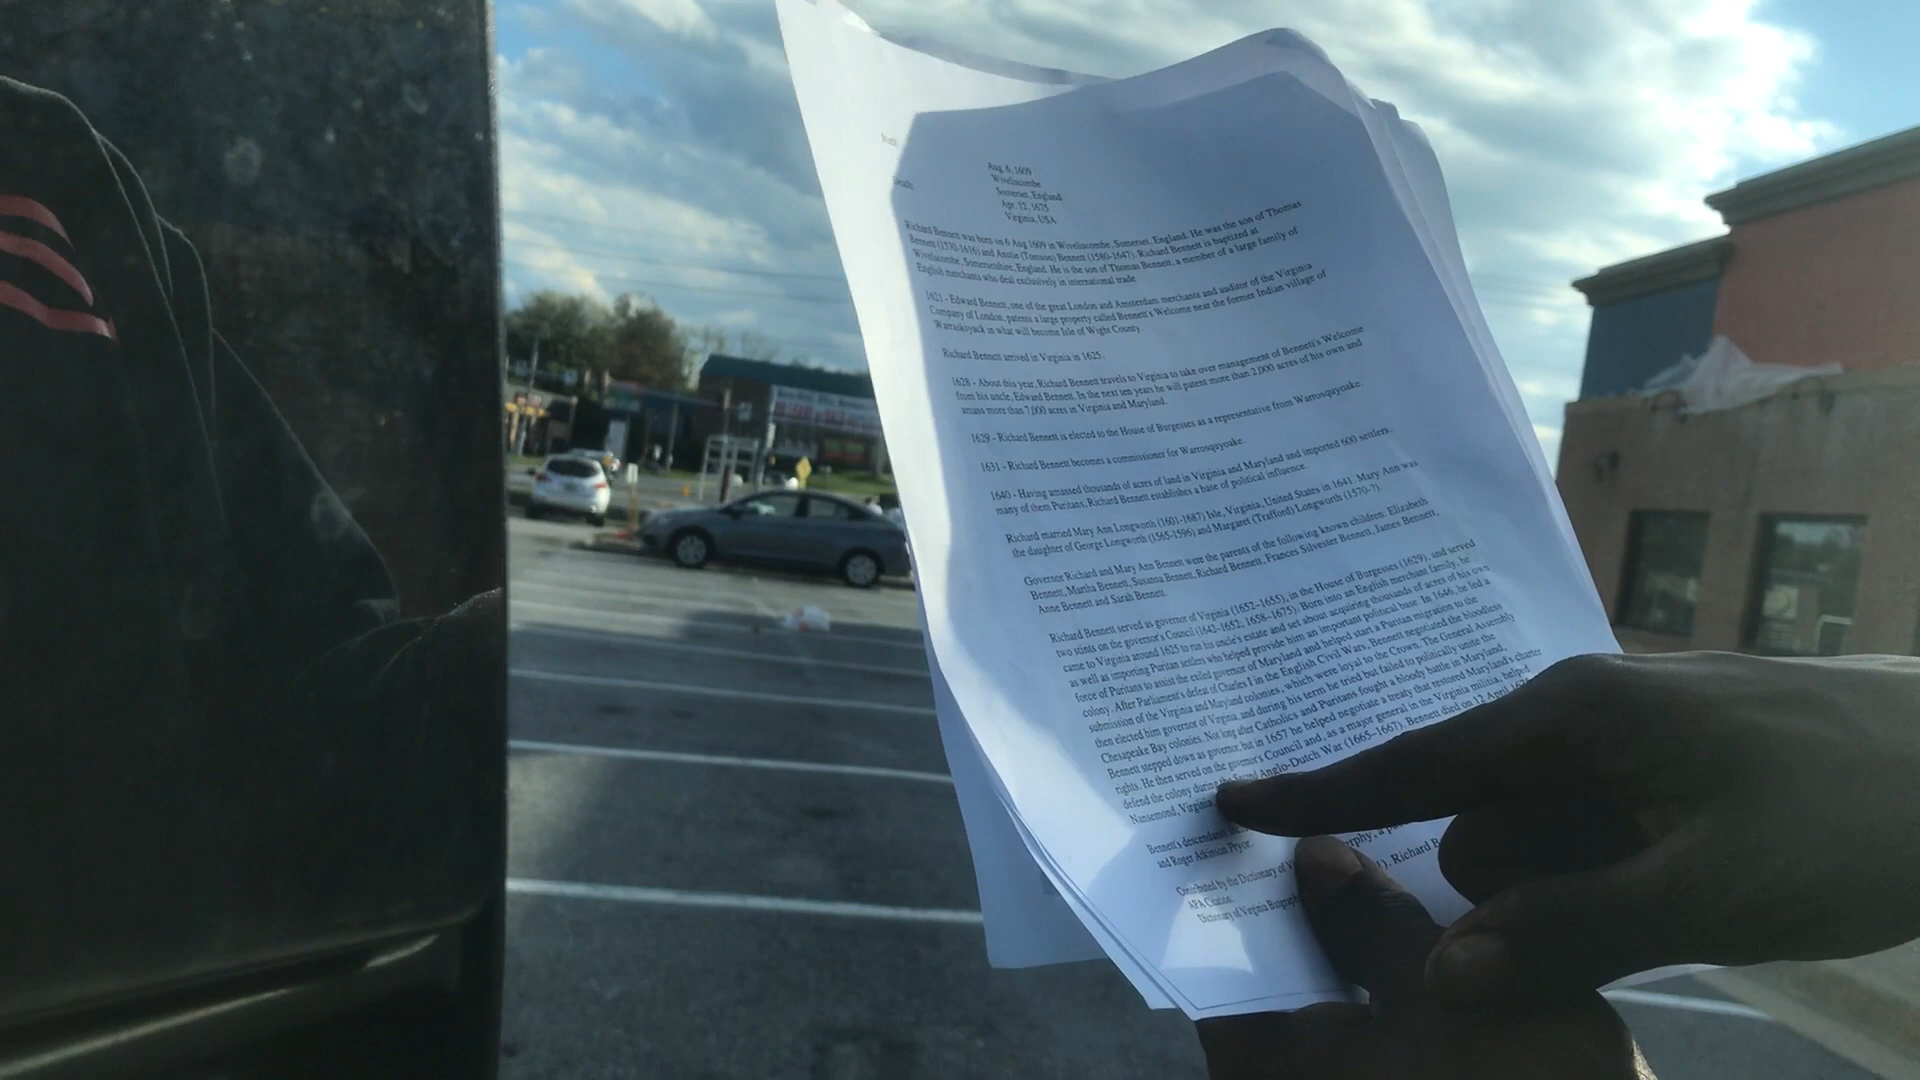 Birth:
Death:
Aug. 6, 1609
Wiveliscombe
Somerset, England
Apr. 12, 1675
Virginia, USA
Richard Bennett was born on 6 Aug 1609 in Wiveliscombe, Somerset, England. He was the son of Thomas
Bennett (1570-1616) and Anstie (Tomson) Bennett (1580-1647). Richard Bennett is baptized at
Wivelscombe, Somersetshire, England. He is the son of Thomas Bennett, a member of a large family of
English merchants who deal exclusively in international trade.
1621 - Edward Bennett, one of the great London and Amsterdam merchants and auditor of the Virginia
Company of London, patents a large property called Bennett's Welcome near the former Indian village of
Warraskoyack in what will become Isle of Wight County.
Richard Bennett arrived in Virginia in 1625.
1628 - About this year, Richard Bennett travels to Virginia to take over management of Bennett's Welcome
from his uncle, Edward Bennett. In the next ten years he will patent more than 2,000 acres of his own and
amass more than 7,000 acres in Virginia and Maryland.
1629 - Richard Bennett is elected to the House of Burgesses as a representative from Warrosquyoake.
1631 - Richard Bennett becomes a commissioner for Warrosquyoake.
1640 - Having amassed thousands of acres of land in Virginia and Maryland and imported 600 settlers,
many of them Puritans, Richard Bennett establishes a base of political influence.
Richard married Mary Ann Longworth (1601-1687) Isle, Virginia, United States in 1641. Mary Ann was
the daughter of George Longworth (1565-1596) and Margaret (Trafford) Longworth (1570-?).
Governor Richard and Mary Ann Bennett were the parents of the following known children: Elizabeth
Bennett, Martha Bennett, Susanna Bennett, Richard Bennett, Frances Silvester Bennett, James Bennett,
Anne Bennett and Sarah Bennett.
Richard Bennett served as governor of Virginia (1652–1655), in the House of Burgesses (1629), and served
two stints on the governor's Council (1642–1652, 1658–1675). Born into an English merchant family, he
came to Virginia around 1625 to run his uncle's estate and set about acquiring thousands of acres of his own
as well as importing Puritan settlers who helped provide him an important political base. In 1646, he led a
force of Puritans to assist the exiled governor of Maryland and helped start a Puritan migration to the
colony. After Parliament's defeat of Charles I in the English Civil Wars, Bennett negotiated the bloodless
submission of the Virginia and Maryland colonies, which were loyal to the Crown. The General Assembly
then elected him governor of Virginia, and during his term he tried but failed to politically unite the
Chesapeake Bay colonies. Not long after Catholics and Puritans fought a bloody battle in Maryland,
Bennett stepped down as governor, but in 1657 he helped negotiate a treaty that restored Maryland's charter
rights. He then served on the governor's Council and, as a major general in the Virginia militia, helped
defend the colony during the Second Anglo-Dutch War (1665–1667). Bennett died on 12 April
Nansemond, Virginia
Bennett's descendants
and Roger Atkinson Pryor.
Contributed by the Dictionary of
APA Citation:
Dictionary of Virginia Biography
Richard